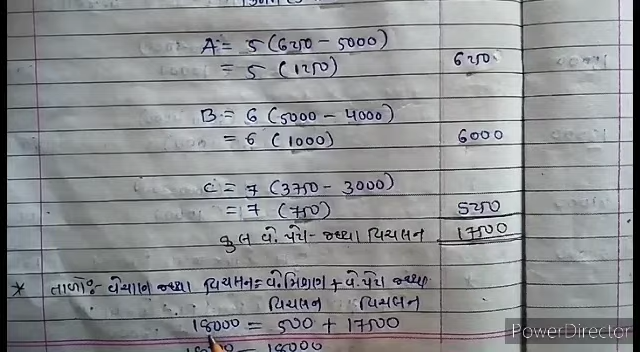 A = 5 (6250 - 5000)
= 5 (1250) 6250
B = 6 (5000 - 4000)
= 6 (1000) 6000
C = 7 (3750 - 3000)
= 7 (750) 5250
કુલ વે. પેટા - જથ્થા વિચલન 17500
* તાળો:- વેચાણ જથ્થા વિચલન = વે. મિશ્રણ + વે. પેટા જથ્થા
વિચલન વિચલન
18000 = 500 + 17500
18000 = 18000
PowerDirector